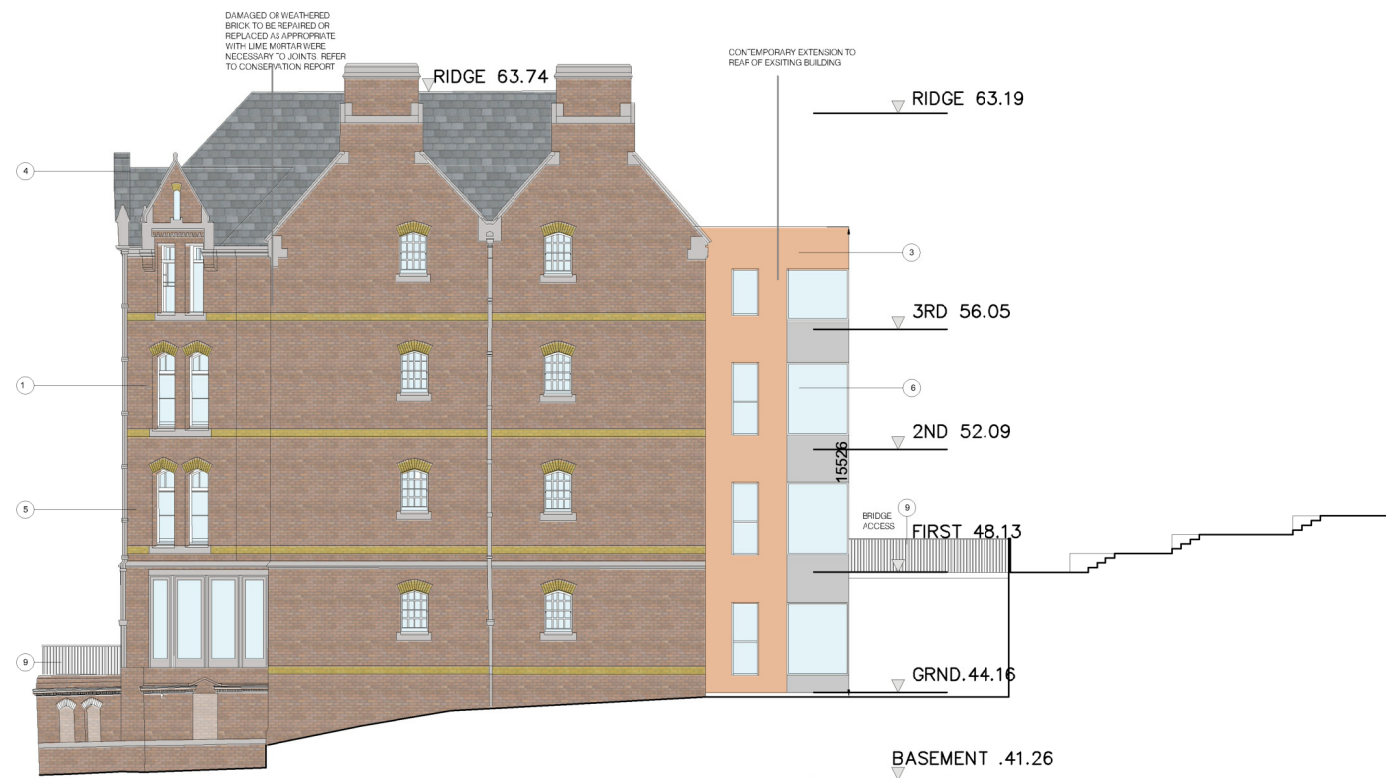 DAMAGED OR WEATHERED
BRICK TO BE REPAIRED OR
REPLACED AS APPROPRIATE
WITH LIME MORTAR WERE
NECESSARY TO JOINTS. REFER
TO CONSERVATION REPORT
RIDGE 63.74
CONTEMPORARY EXTENSION TO
REAR OF EXSITING BUILDING
RIDGE 63.19
4
3
3RD 56.05
1
6
2ND 52.09
15526
5
9
BRIDGE
ACCESS
FIRST 48.13
9
GRND.44.16
BASEMENT .41.26